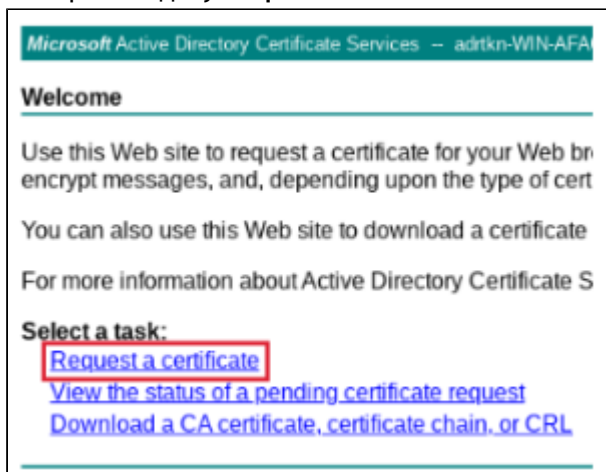 Microsoft Active Directory Certificate Services -- adrtkn-WIN-AFA
Welcome
Use this Web site to request a certificate for your Web br
encrypt messages, and, depending upon the type of cert
You can also use this Web site to download a certificate
For more information about Active Directory Certificate S
Select a task:
Request a certificate
View the status of a pending certificate request
Download a CA certificate, certificate chain, or CRL